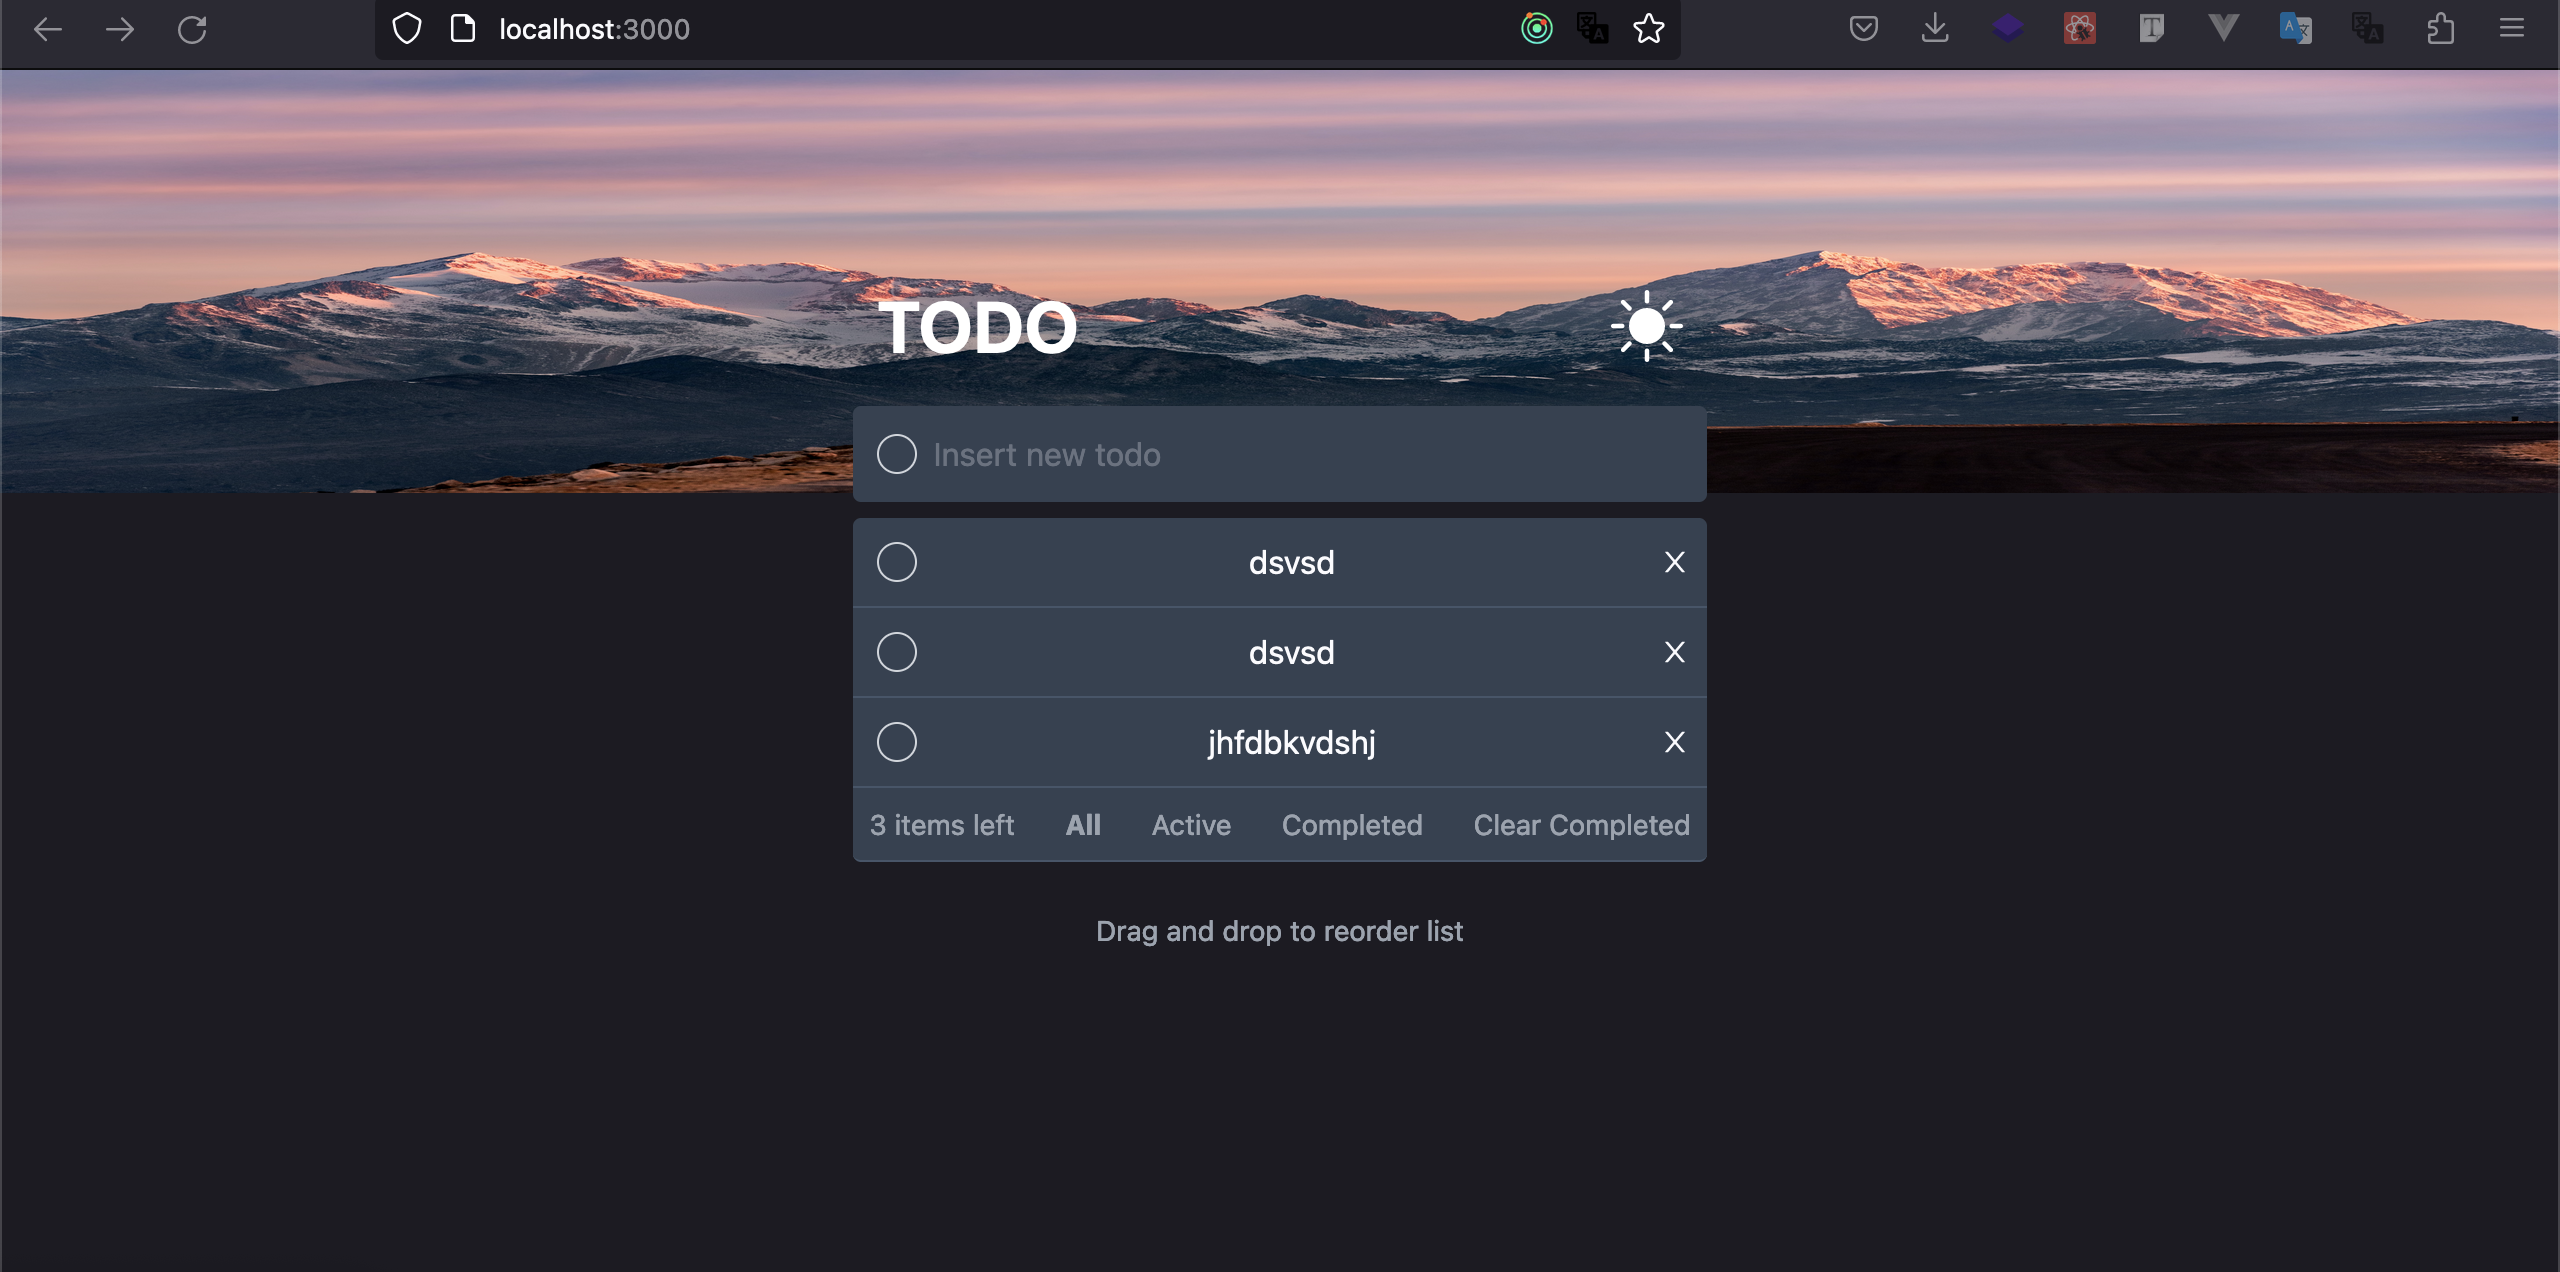 localhost:3000
TODO
Insert new todo
dsvsd X
dsvsd X
jhfdbkvdshj X
3 items left All Active Completed Clear Completed
Drag and drop to reorder list